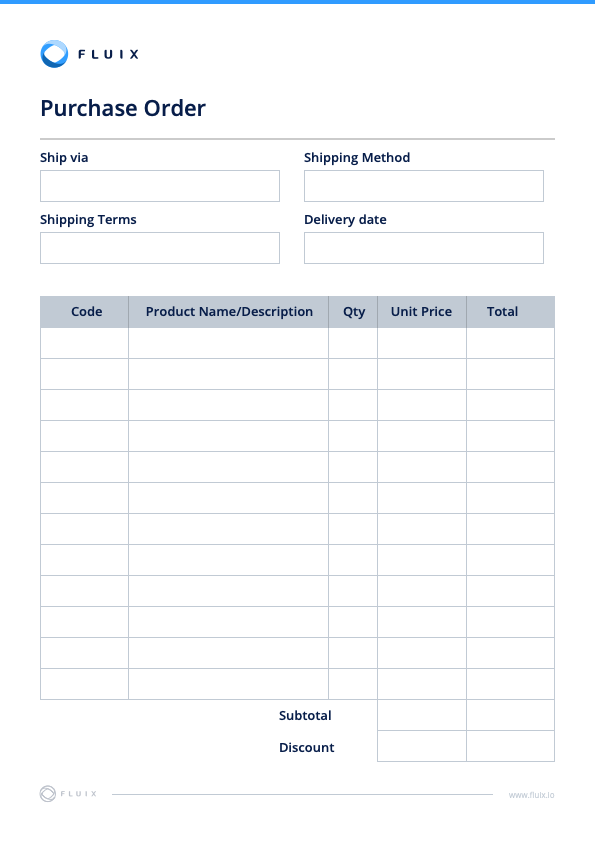 FLUIX
Purchase Order
Ship via Shipping Method
Shipping Terms Delivery date
Code Product Name/Description Qty Unit Price Total
Subtotal
Discount
FLUIX www.fluix.io